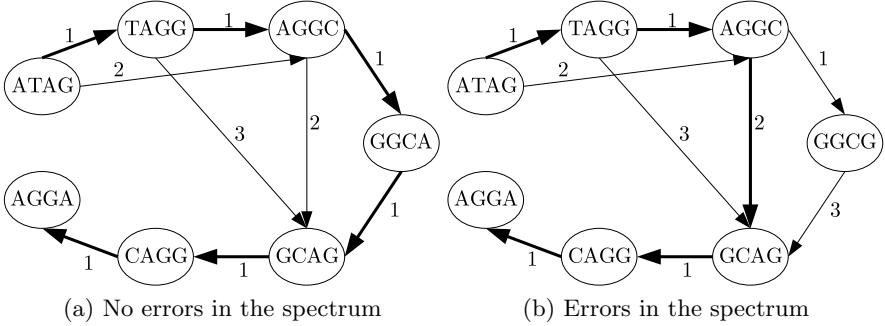 TAGG
1
AGGC
1
ATAG
2
1
3
2
GGCA
AGGA
1
1
CAGG
1
GCAG
(a) No errors in the spectrum
TAGG
1
AGGC
1
ATAG
2
1
3
2
GGCG
AGGA
3
1
CAGG
1
GCAG
(b) Errors in the spectrum